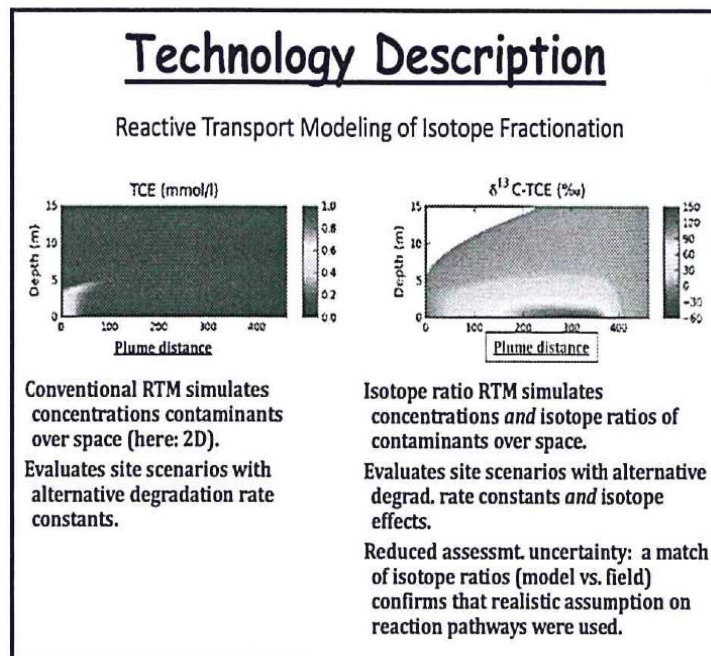 Technology Description
Reactive Transport Modeling of Isotope Fractionation
TCE (mmol/l)
15
10
5
0
Depth (m)
0 100 200 300 400
Plume distance
1.0
0.8
0.6
0.4
0.2
0.0
δ¹³C-TCE (‰)
15
10
5
0
Depth (m)
0 100 200 300 400
Plume distance
150
120
90
60
30
0
−30
−60
Conventional RTM simulates
concentrations contaminants
over space (here: 2D).
Evaluates site scenarios with
alternative degradation rate
constants.
Isotope ratio RTM simulates
concentrations and isotope ratios of
contaminants over space.
Evaluates site scenarios with alternative
degrad. rate constants and isotope
effects.
Reduced assessmt. uncertainty: a match
of isotope ratios (model vs. field)
confirms that realistic assumption on
reaction pathways were used.